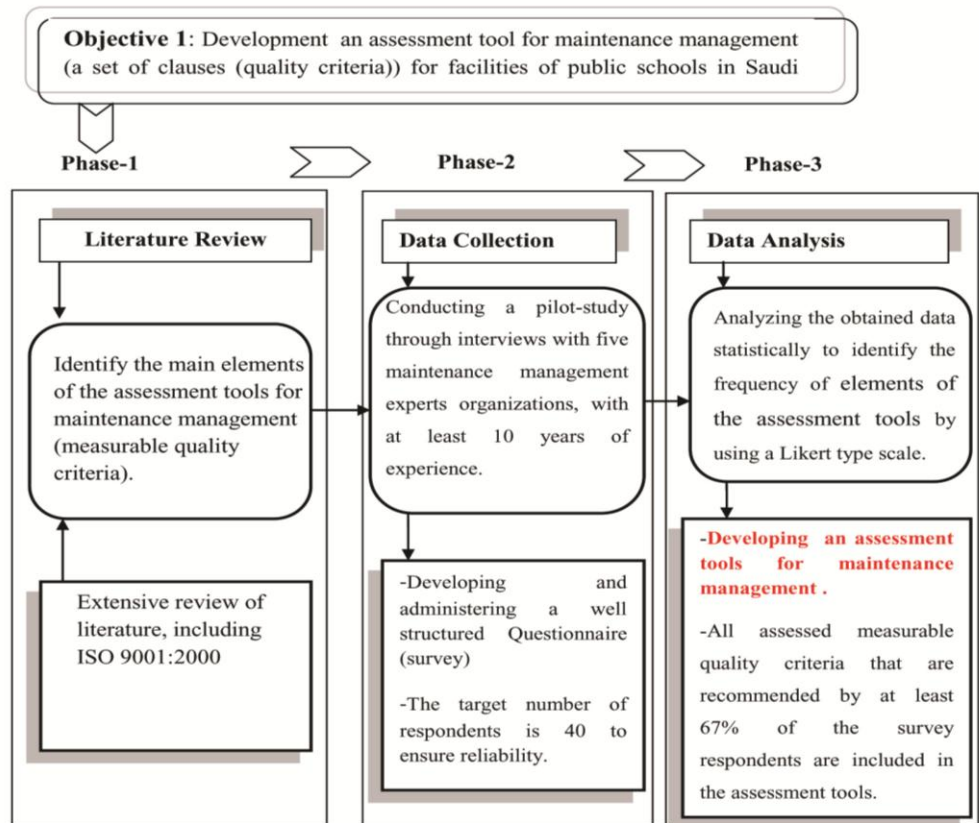 Objective 1: Development an assessment tool for maintenance management
(a set of clauses (quality criteria)) for facilities of public schools in Saudi
Phase-1
Phase-2
Phase-3
Literature Review
Identify the main elements
of the assessment tools for
maintenance management
(measurable quality
criteria).
Extensive review of
literature, including
ISO 9001:2000
Data Collection
Conducting a pilot-study
through interviews with five
maintenance management
experts organizations, with
at least 10 years of
experience.
-Developing and
administering a well
structured Questionnaire
(survey)
-The target number of
respondents is 40 to
ensure reliability.
Data Analysis
Analyzing the obtained data
statistically to identify the
frequency of elements of
the assessment tools by
using a Likert type scale.
-Developing an assessment
tools for maintenance
management .
-All assessed measurable
quality criteria that are
recommended by at least
67% of the survey
respondents are included in
the assessment tools.